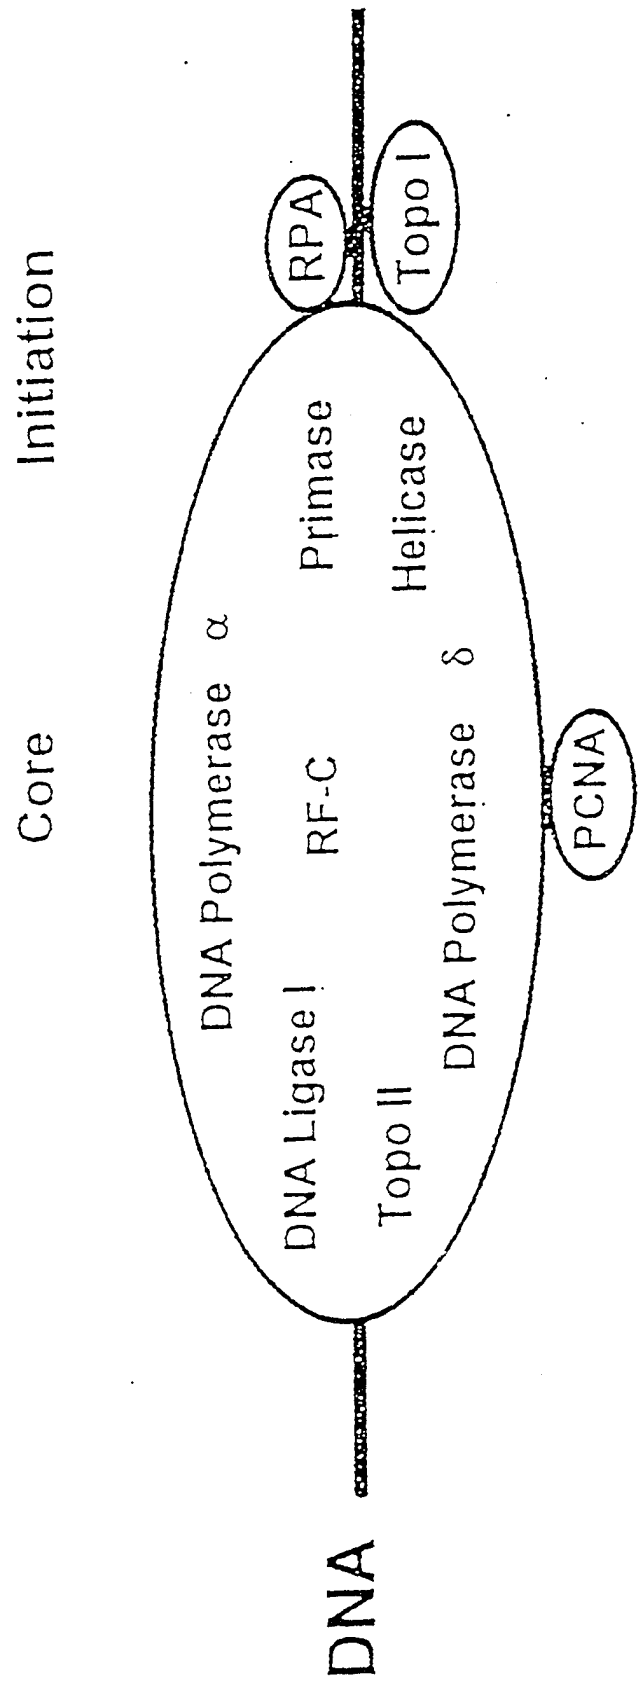 Core
Initiation
DNA Polymerase α
DNA Ligase I
RF-C
Primase
RPA
DNA
Topo II
Helicase
Topo I
DNA Polymerase δ
PCNA